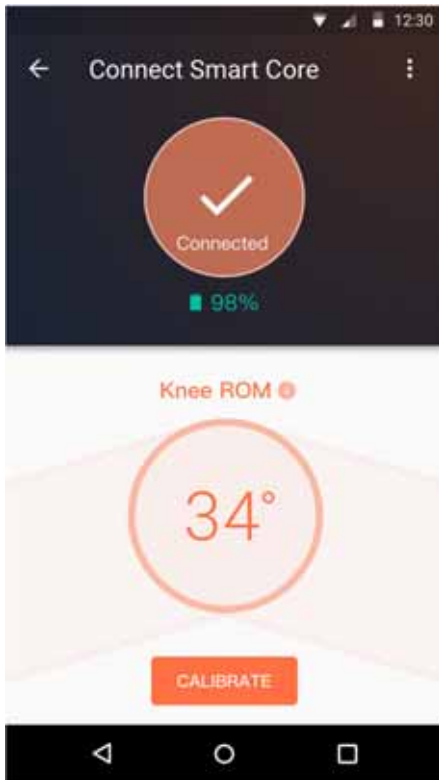 12:30
Connect Smart Core
Connected
98%
Knee ROM
34°
CALIBRATE